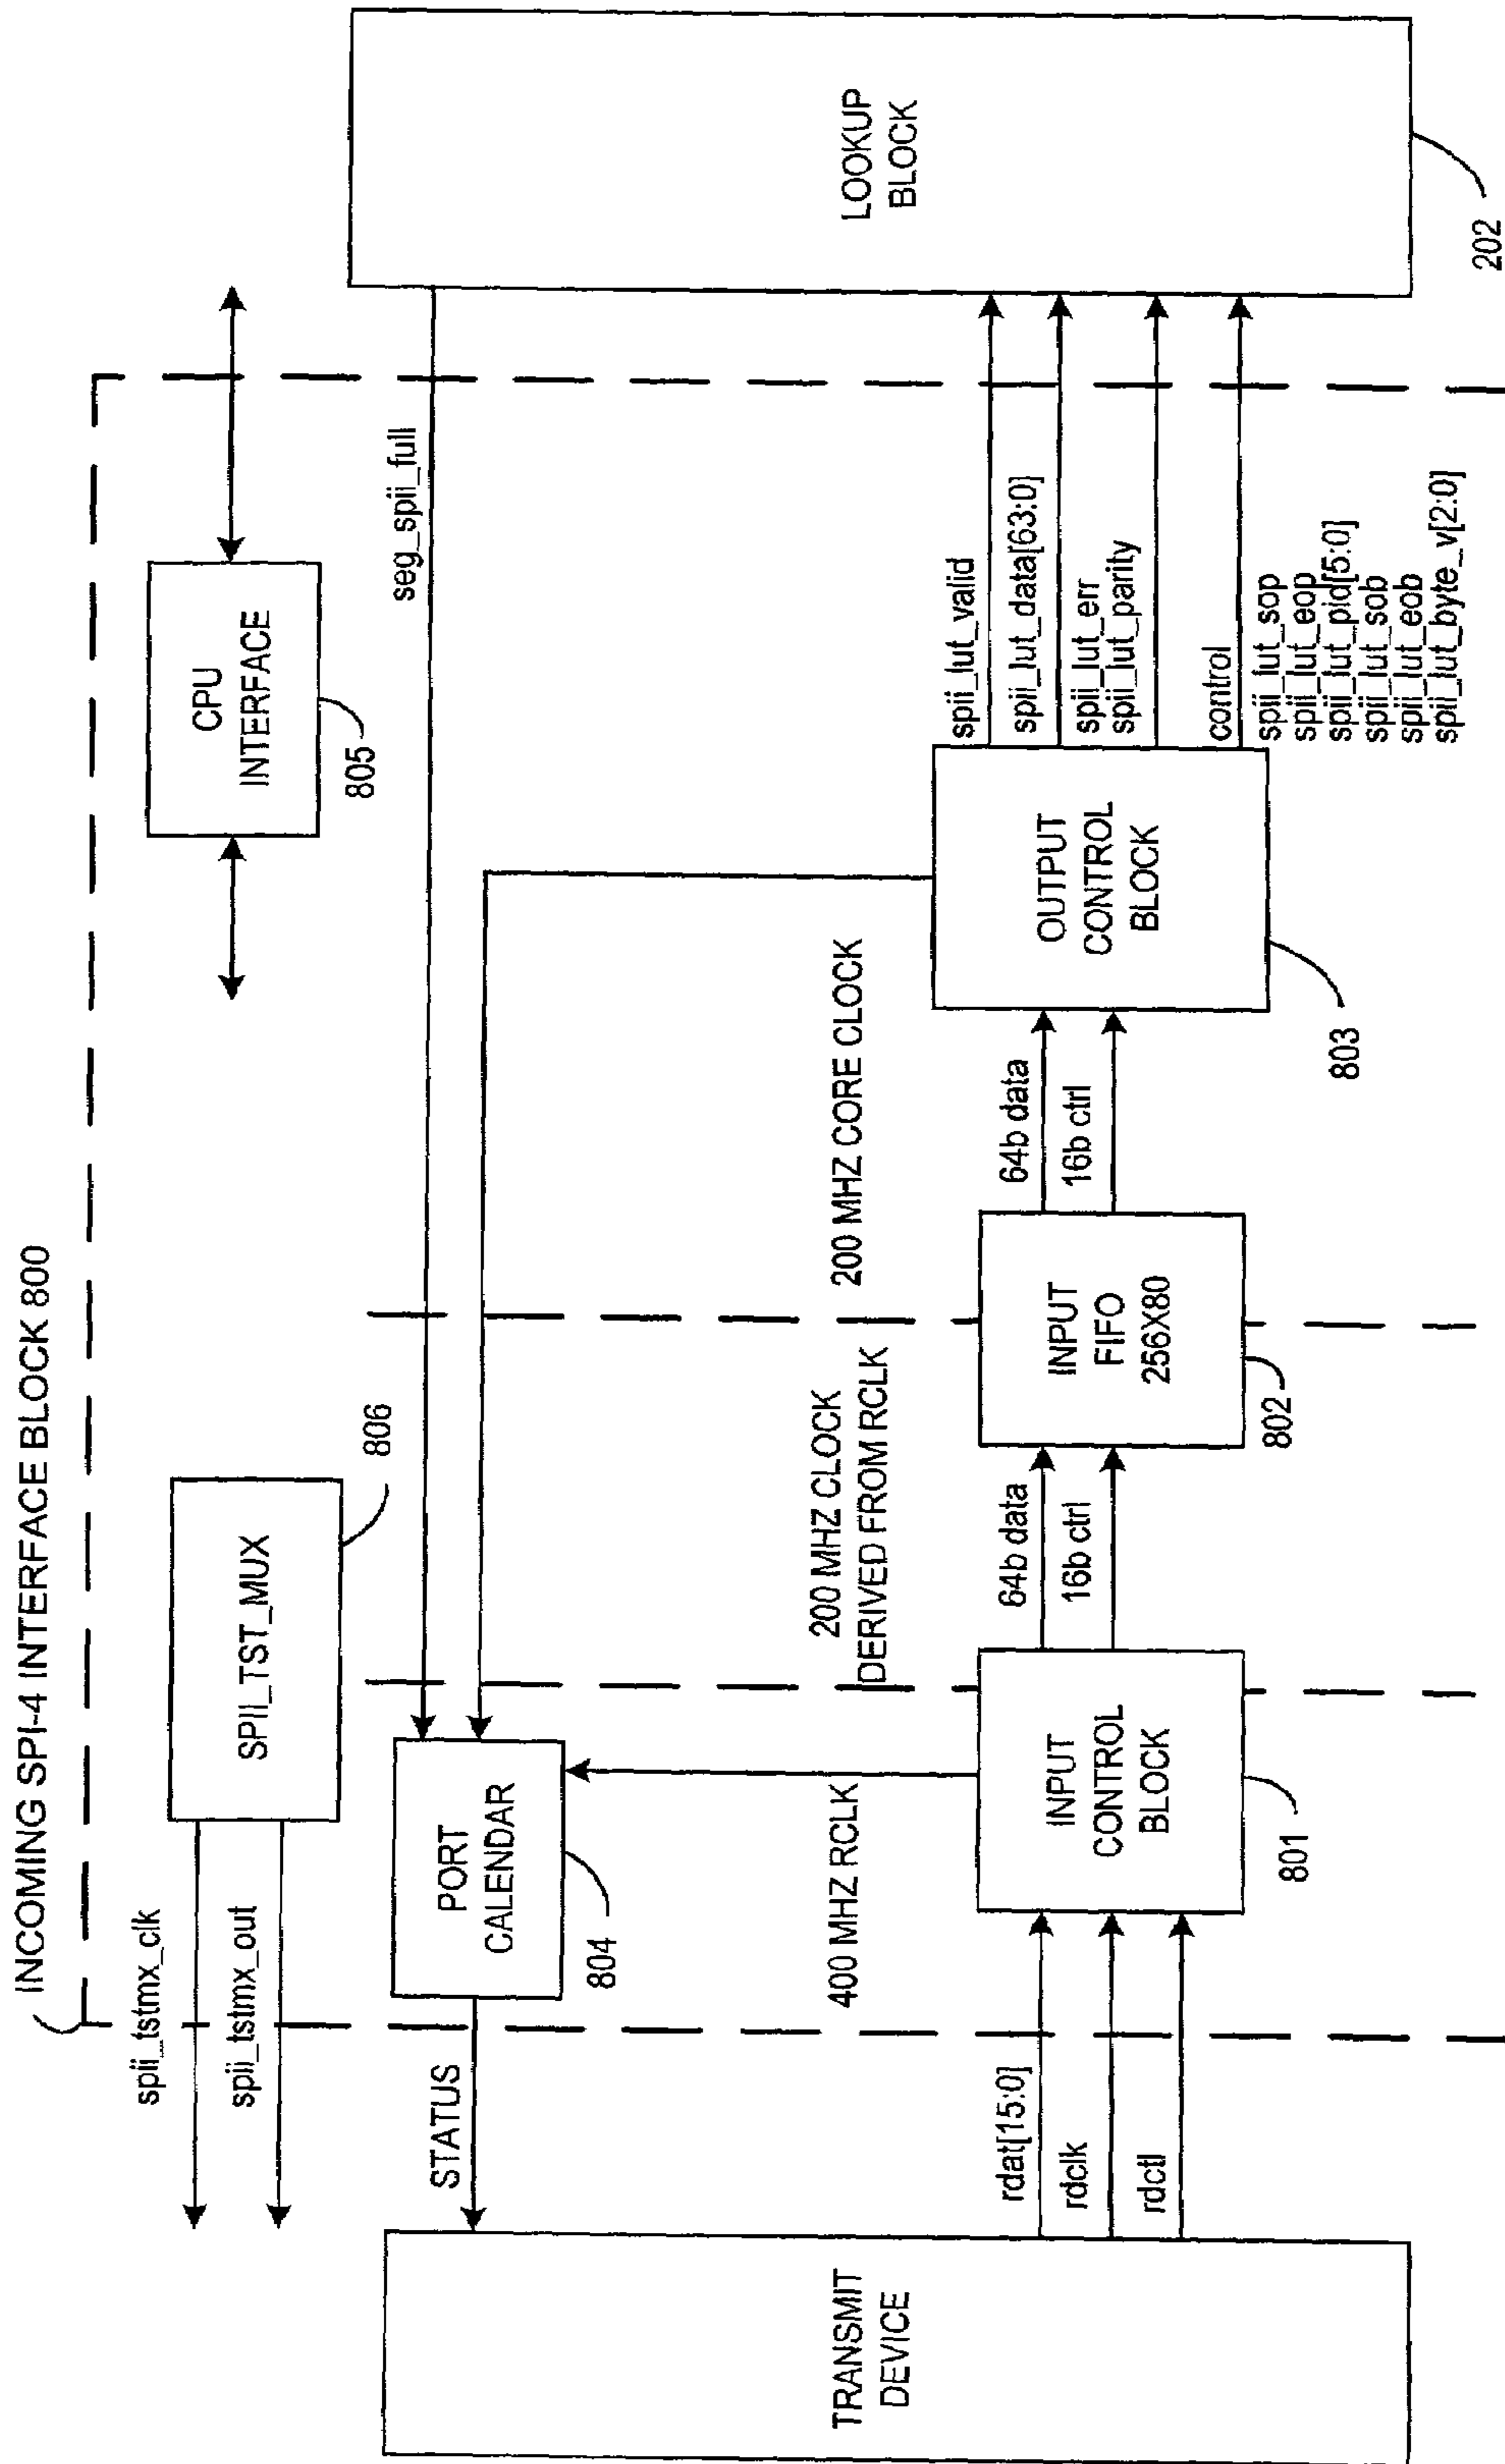 INCOMING SPI-4 INTERFACE BLOCK 800
spii_tstmx_clk
spii_tstmx_out
SPII_TST_MUX
806
CPU
INTERFACE
805
seg_spii_full
STATUS
PORT
CALENDAR
804
TRANSMIT
DEVICE
400 MHZ RCLK
200 MHZ CLOCK
DERIVED FROM RCLK
200 MHZ CORE CLOCK
rdat[15:0]
rdclk
rdctl
INPUT
CONTROL
BLOCK
801
64b data
16b ctrl
INPUT
FIFO
256X80
802
64b data
16b ctrl
OUTPUT
CONTROL
BLOCK
803
spii_lut_valid
spii_lut_data[63:0]
spii_lut_err
spii_lut_parity
control
spii_lut_sop
spii_lut_eop
spii_lut_pid[5:0]
spii_lut_sob
spii_lut_eob
spii_lut_byte_v[2:0]
LOOKUP
BLOCK
202